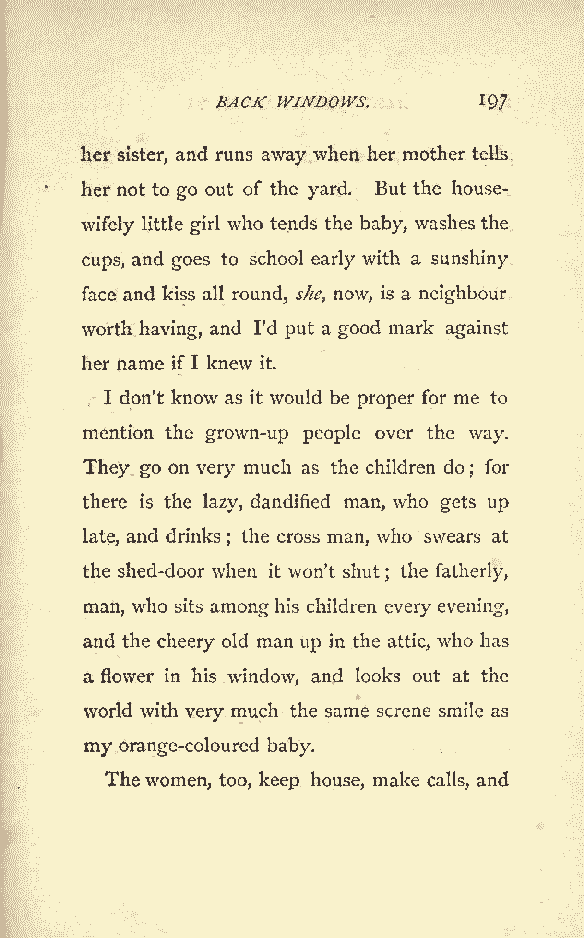 BACK WINDOWS. 197
her sister, and runs away when her mother tells
her not to go out of the yard. But the house-
wifely little girl who tends the baby, washes the
cups, and goes to school early with a sunshiny
face and kiss all round, she, now, is a neighbour
worth having, and I'd put a good mark against
her name if I knew it.
I don't know as it would be proper for me to
mention the grown-up people over the way.
They go on very much as the children do; for
there is the lazy, dandified man, who gets up
late, and drinks; the cross man, who swears at
the shed-door when it won't shut; the fatherly,
man, who sits among his children every evening,
and the cheery old man up in the attic, who has
a flower in his window, and looks out at the
world with very much the same serene smile as
my orange-coloured baby.
The women, too, keep house, make calls, and